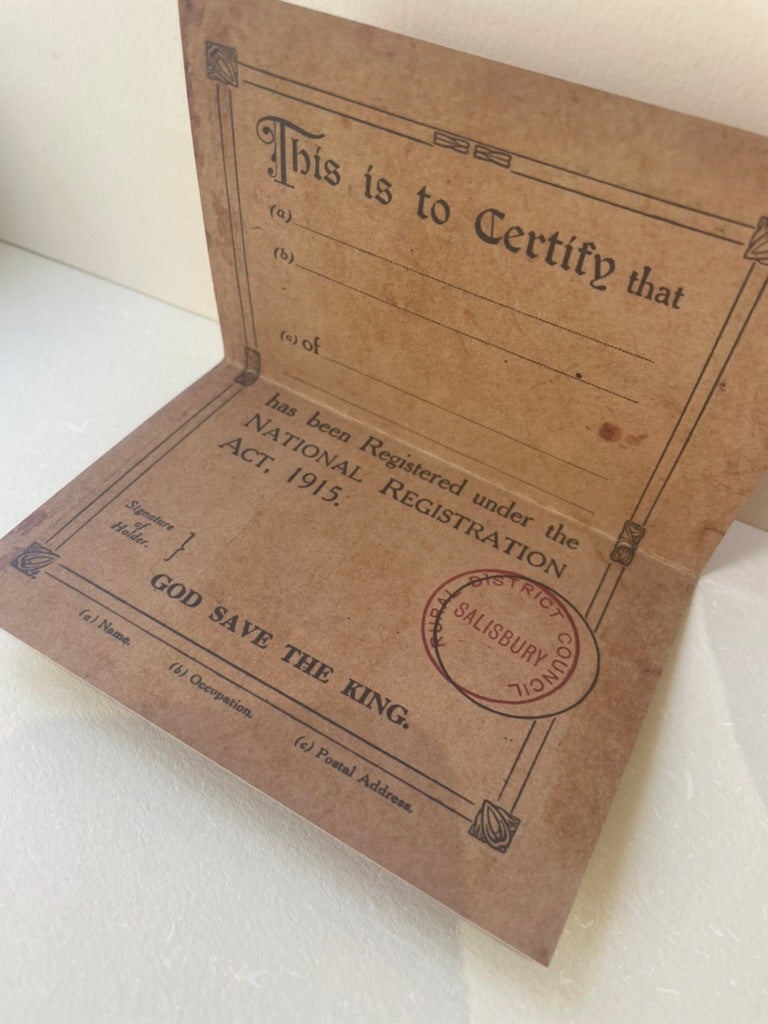 This is to Certify that
(a)
(b)
(c) of
has been Registered under the
NATIONAL REGISTRATION
ACT, 1915.
Signature
of
Holder. }
RURAL DISTRICT COUNCIL
SALISBURY
GOD SAVE THE KING.
(a) Name.
(b) Occupation.
(c) Postal Address.